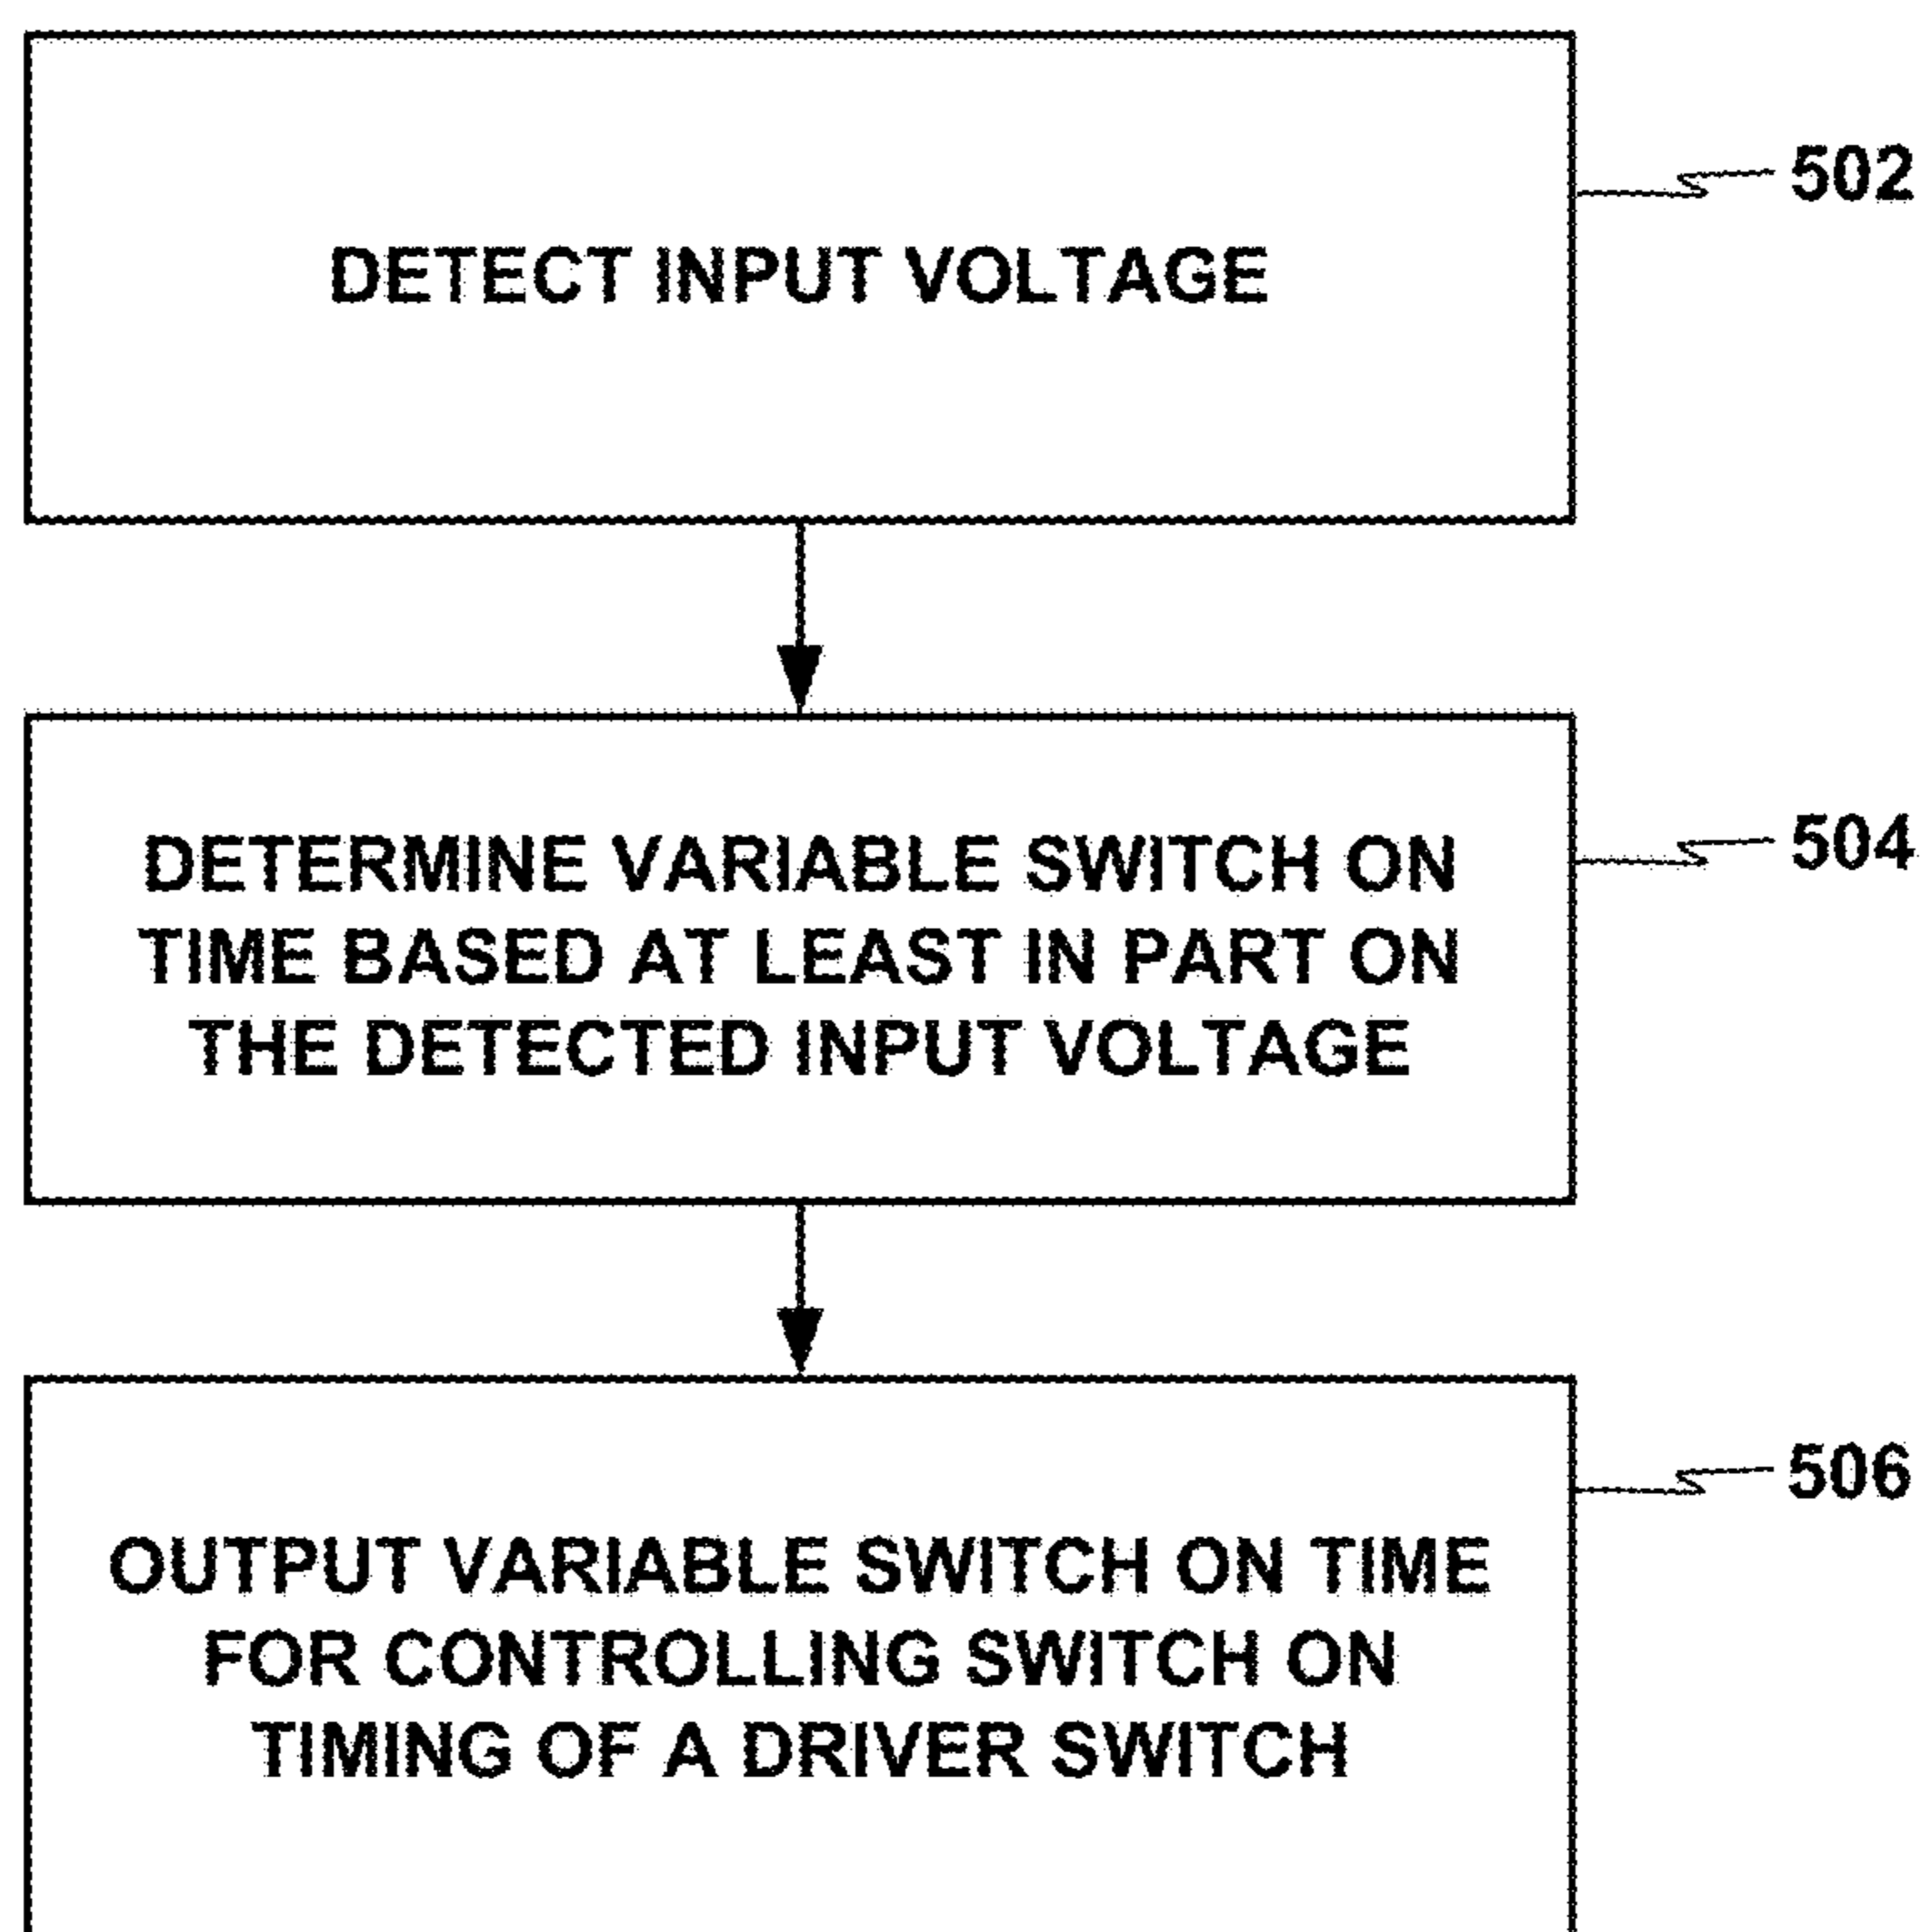 DETECT INPUT VOLTAGE
502
DETERMINE VARIABLE SWITCH ON
TIME BASED AT LEAST IN PART ON
THE DETECTED INPUT VOLTAGE
504
OUTPUT VARIABLE SWITCH ON TIME
FOR CONTROLLING SWITCH ON
TIMING OF A DRIVER SWITCH
506